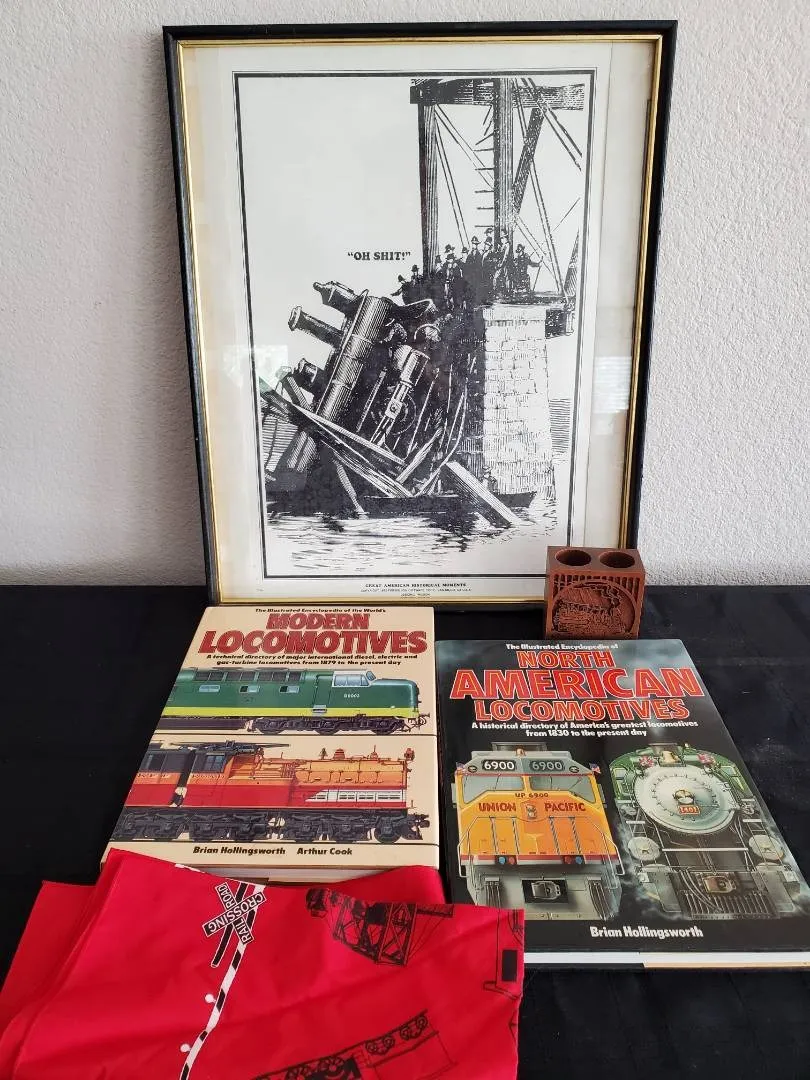 "OH SHIT!"
GREAT AMERICAN HISTORICAL MOMENTS
The Illustrated Encyclopedia of the World's
MODERN
LOCOMOTIVES
A technical directory of major international diesel, electric and
gas-turbine locomotives from 1879 to the present day
Brian Hollingsworth Arthur Cook
The Illustrated Encyclopedia of
NORTH
AMERICAN
LOCOMOTIVES
A historical directory of America's greatest locomotives
from 1830 to the present day
6900 6900
UP 6900
UNION PACIFIC
1401
Brian Hollingsworth
RAILROAD
CROSSING